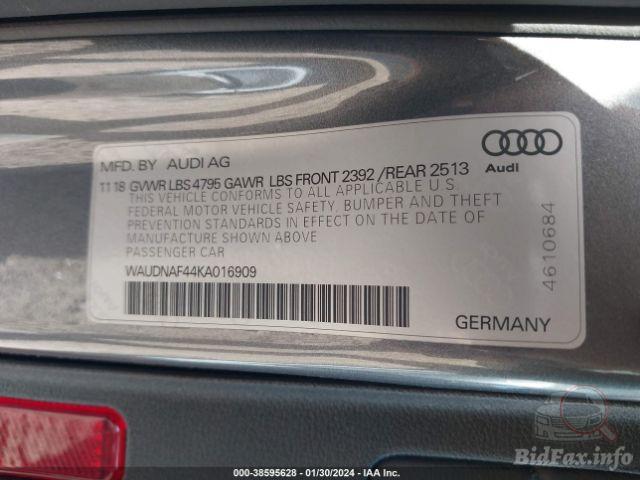 MFD. BY AUDI AG
11 18 GVWR LBS 4795 GAWR LBS FRONT 2392 / REAR 2513
THIS VEHICLE CONFORMS TO ALL APPLICABLE U.S.
FEDERAL MOTOR VEHICLE SAFETY, BUMPER AND THEFT
PREVENTION STANDARDS IN EFFECT ON THE DATE OF
MANUFACTURE SHOWN ABOVE
PASSENGER CAR
WAUDNAF44KA016909
Audi
4610684
GERMANY
BidFax.info
000-38595628 - 01/30/2024 - IAA Inc.